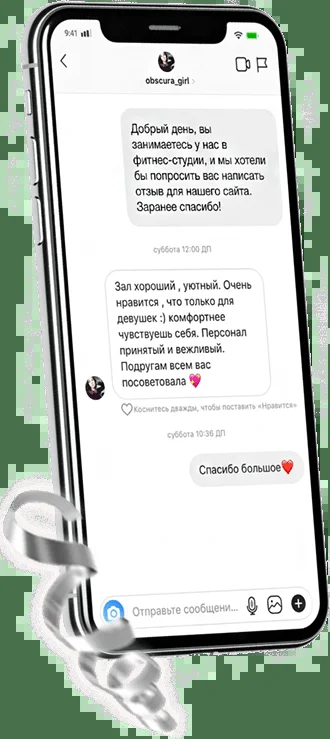 9:41
obscura_girl
Добрый день, вы
занимаетесь у нас в
фитнес-студии, и мы хотели
бы попросить вас написать
отзыв для нашего сайта.
Заранее спасибо!
суббота 12:00 ДП
Зал хороший , уютный. Очень
нравится , что только для
девушек :) комфортнее
чувствуешь себя. Персонал
принятый и вежливый.
Подругам всем вас
посоветовала 💖
Коснитесь дважды, чтобы поставить «Нравится»
суббота 10:36 ДП
Спасибо большое❤️
Отправьте сообщени...